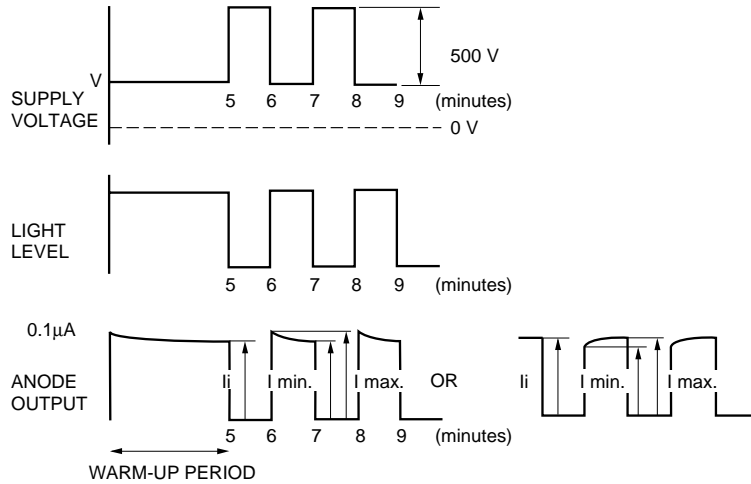 500 V
V
SUPPLY
VOLTAGE
5 6 7 8 9 (minutes)
0 V
LIGHT
LEVEL
5 6 7 8 9 (minutes)
0.1μA
ANODE
OUTPUT
Ii I min. I max. OR Ii I min. I max.
5 6 7 8 9 (minutes)
WARM-UP PERIOD